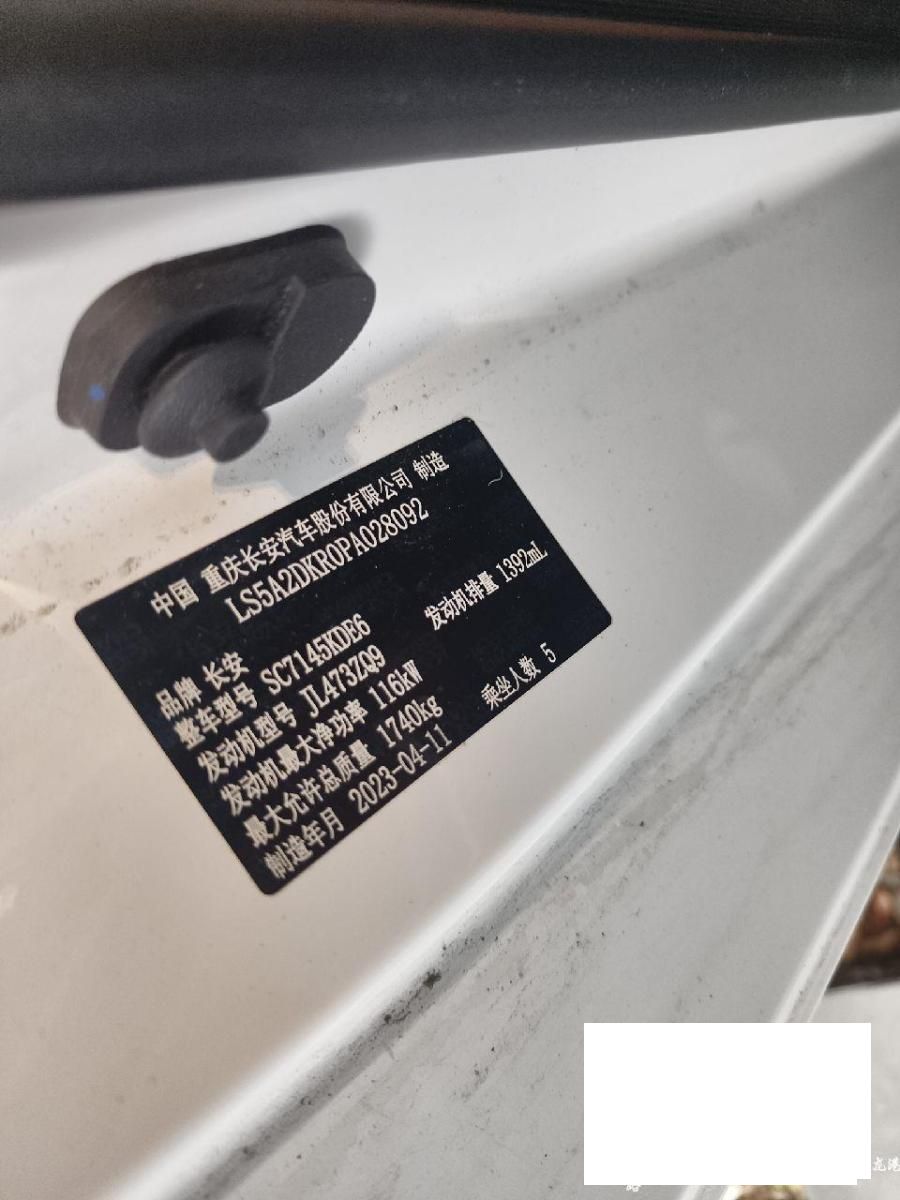 中国 重庆长安汽车股份有限公司 制造
LS5A2DKR0PA028092
品牌 长安
整车型号 SC7145KDE6
发动机型号 JL473ZQ9 发动机排量 1392mL
发动机最大净功率 116kW
最大允许总质量 1740kg 乘坐人数 5
制造年月 2023-04-11
龙港
路